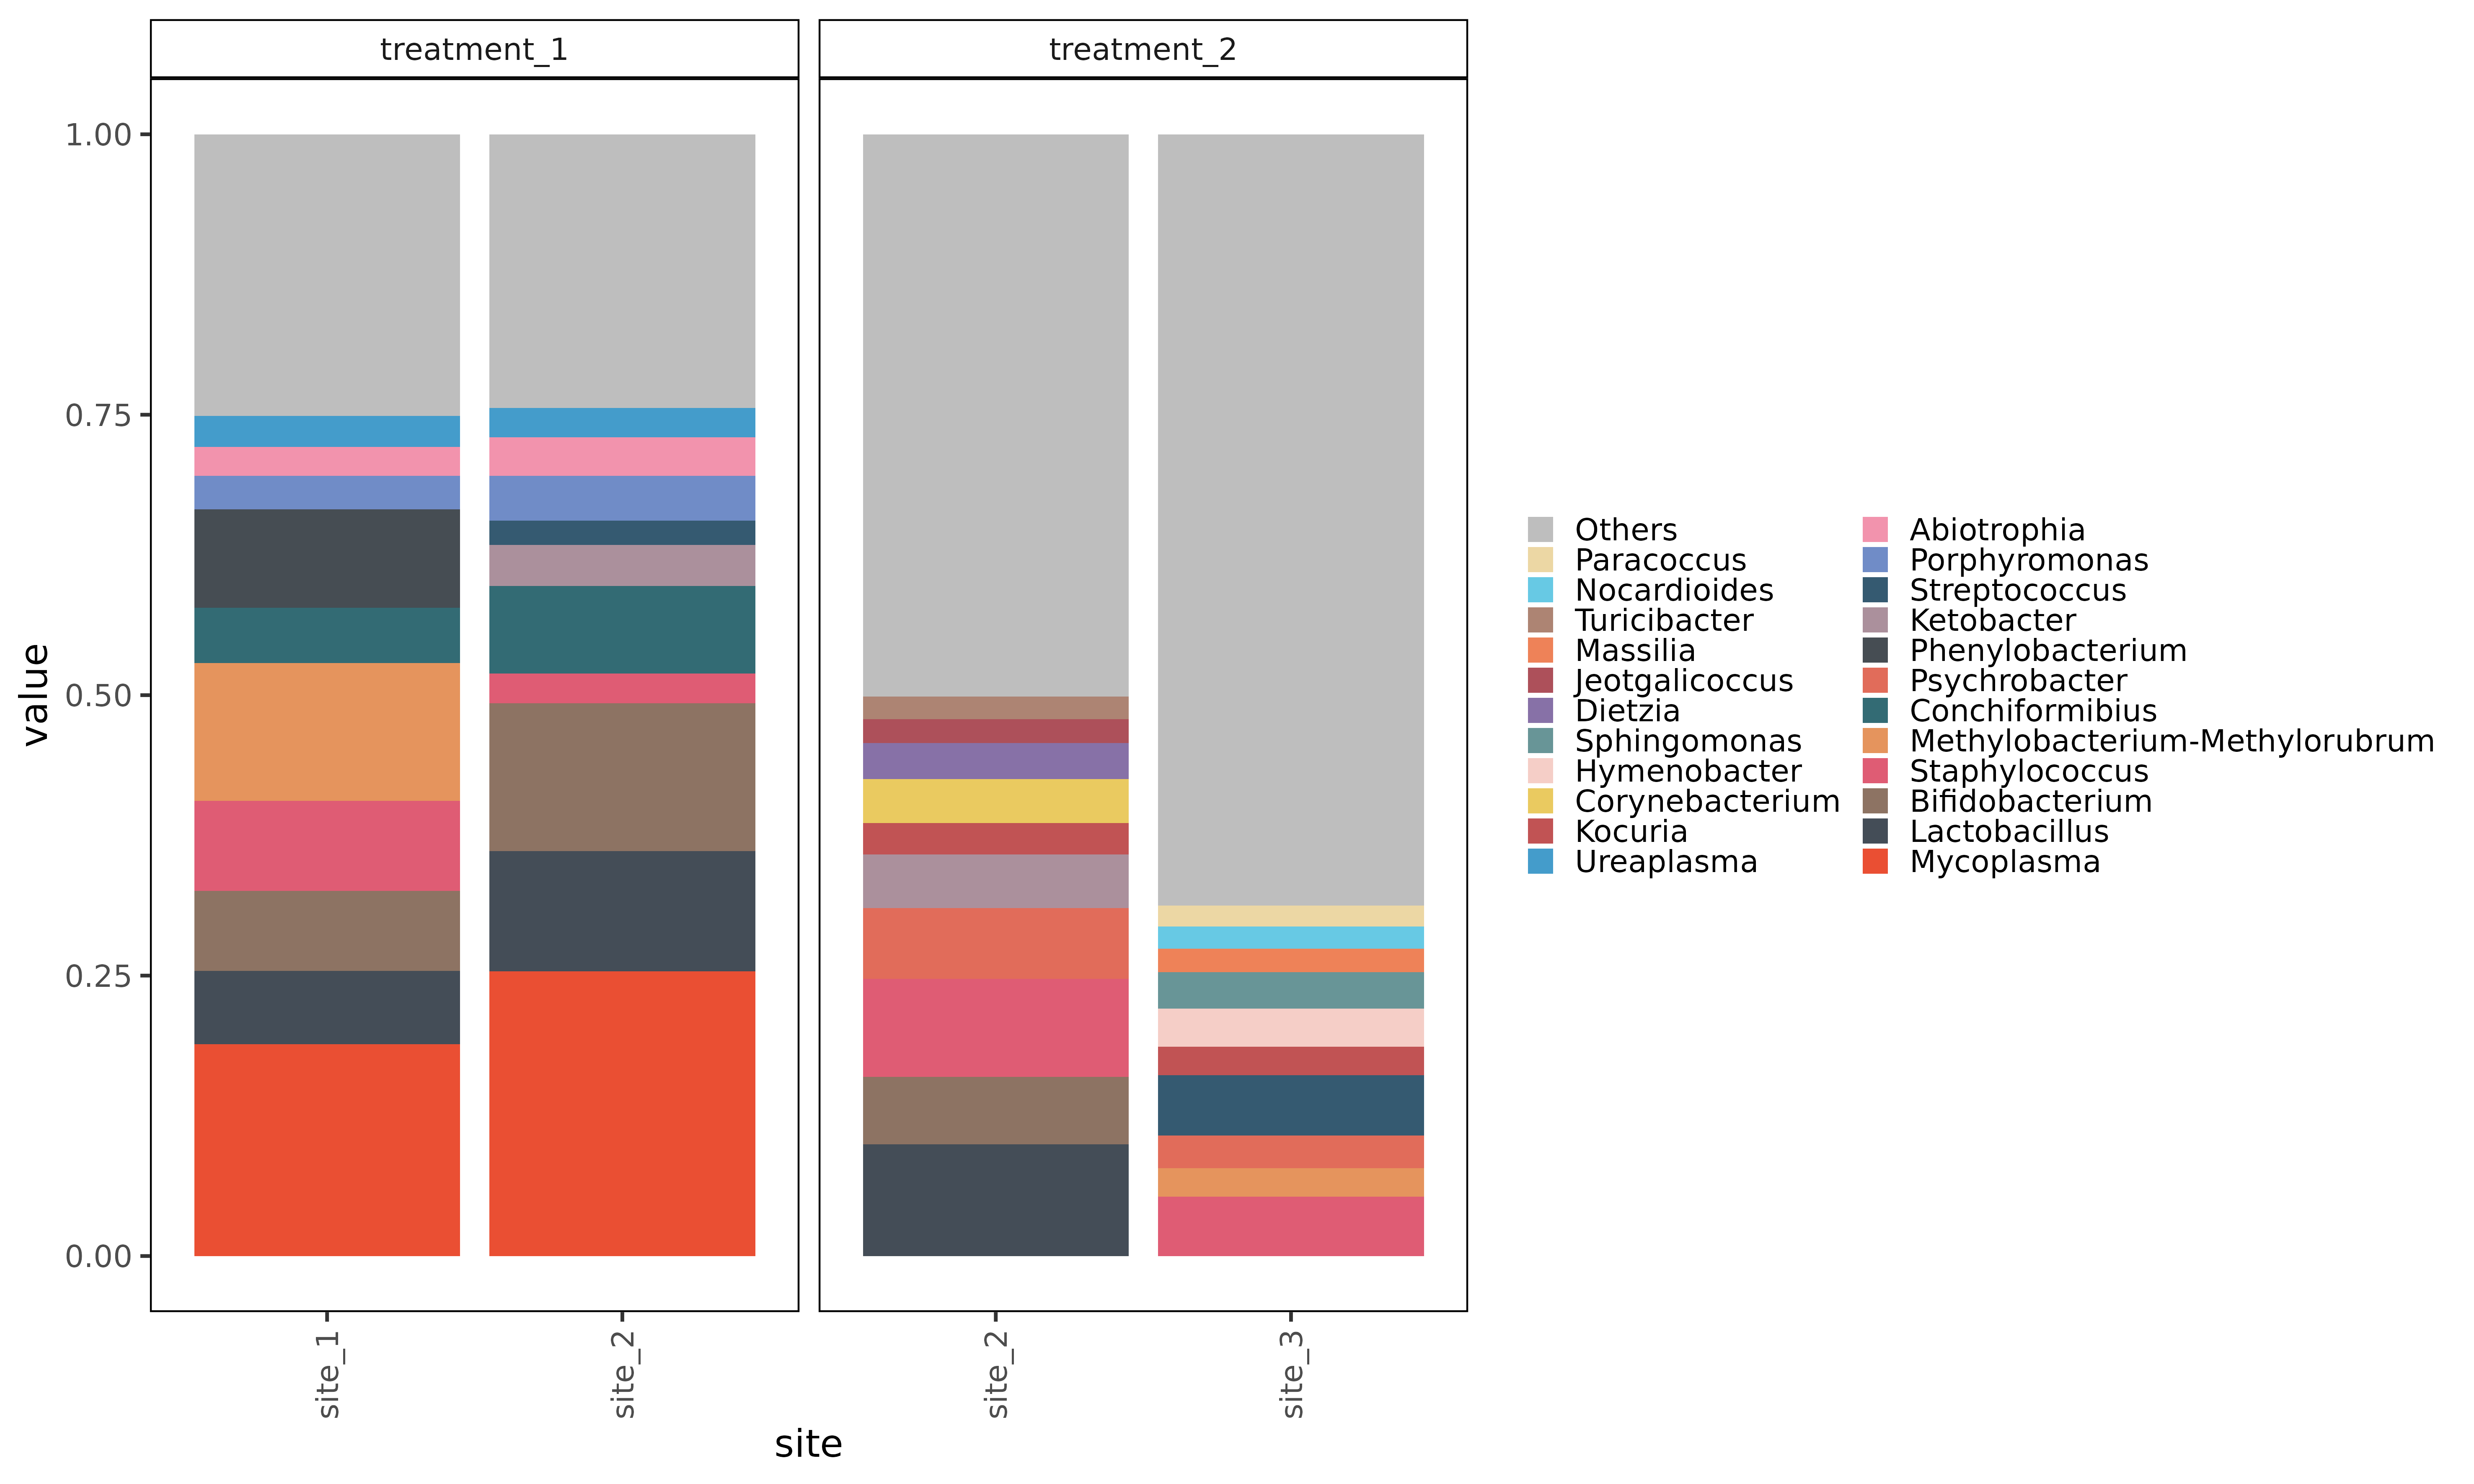 treatment_1
treatment_2
1.00
0.75
0.50
0.25
0.00
value
site_1
site_2
site_2
site_3
site
Others
Paracoccus
Nocardioides
Turicibacter
Massilia
Jeotgalicoccus
Dietzia
Sphingomonas
Hymenobacter
Corynebacterium
Kocuria
Ureaplasma
Abiotrophia
Porphyromonas
Streptococcus
Ketobacter
Phenylobacterium
Psychrobacter
Conchiformibius
Methylobacterium-Methylorubrum
Staphylococcus
Bifidobacterium
Lactobacillus
Mycoplasma